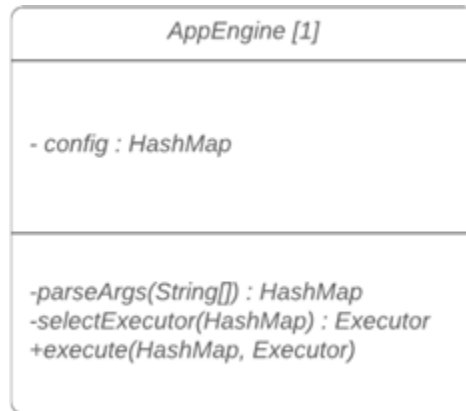 AppEngine [1]
- config : HashMap
-parseArgs(String[]) : HashMap
-selectExecutor(HashMap) : Executor
+execute(HashMap, Executor)